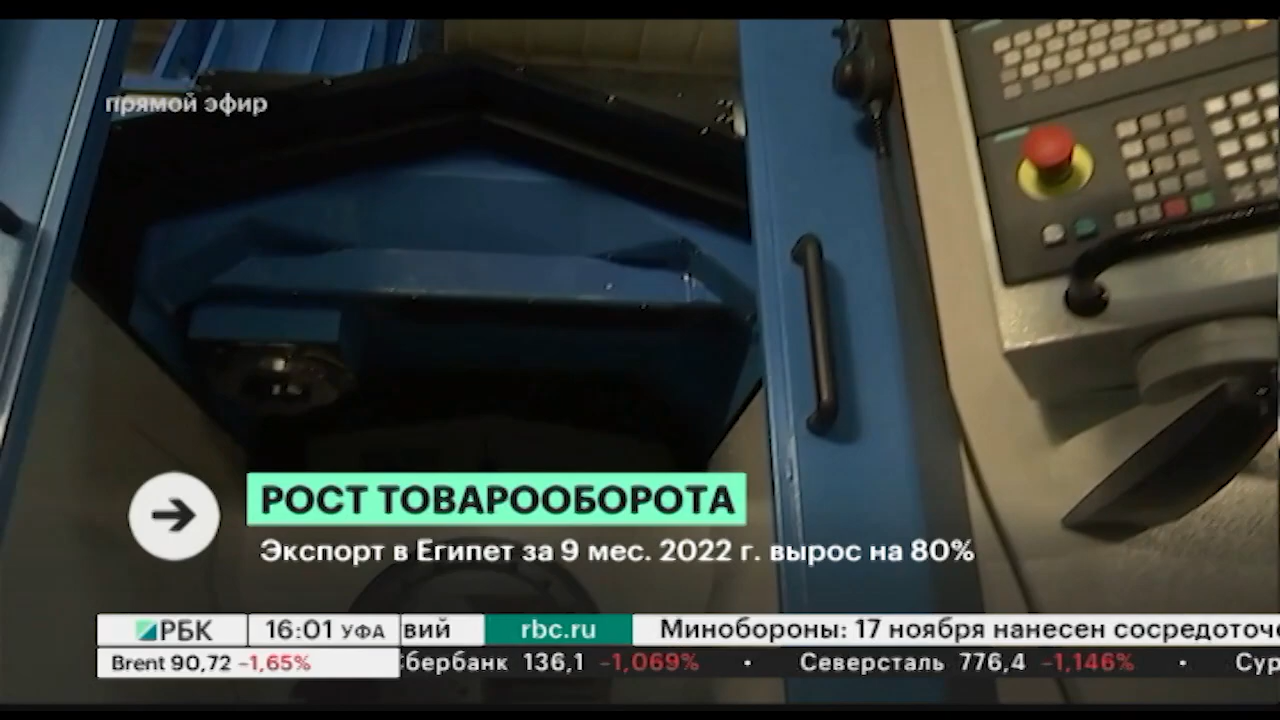 прямой эфир
РОСТ ТОВАРООБОРОТА
Экспорт в Египет за 9 мес. 2022 г. вырос на 80%
РБК 16:01 УФА вий rbc.ru Минобороны: 17 ноября нанесен сосредоточе
Brent 90,72 -1,65% бербанк 136,1 -1,069% • Северсталь 776,4 -1,146% • Сур